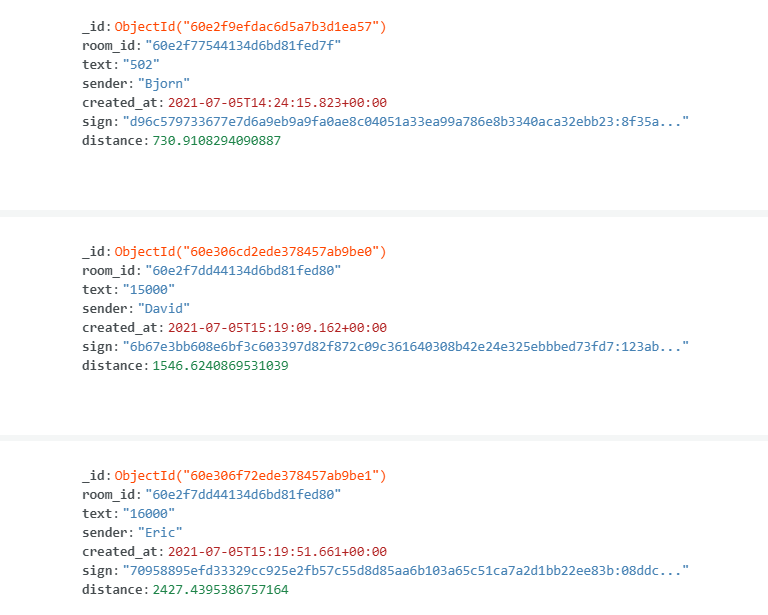 _id: ObjectId("60e2f9efdac6d5a7b3d1ea57")
room_id: "60e2f77544134d6bd81fed7f"
text: "502"
sender: "Bjorn"
created_at: 2021-07-05T14:24:15.823+00:00
sign: "d96c579733677e7d6a9eb9a9fa0ae8c04051a33ea99a786e8b3340aca32ebb23:8f35a..."
distance: 730.9108294090887
_id: ObjectId("60e306cd2ede378457ab9be0")
room_id: "60e2f7dd44134d6bd81fed80"
text: "15000"
sender: "David"
created_at: 2021-07-05T15:19:09.162+00:00
sign: "6b67e3bb608e6bf3c603397d82f872c09c361640308b42e24e325ebbbed73fd7:123ab..."
distance: 1546.6240869531039
_id: ObjectId("60e306f72ede378457ab9be1")
room_id: "60e2f7dd44134d6bd81fed80"
text: "16000"
sender: "Eric"
created_at: 2021-07-05T15:19:51.661+00:00
sign: "70958895efd33329cc925e2fb57c55d8d85aa6b103a65c51ca7a2d1bb22ee83b:08ddc..."
distance: 2427.4395386757164